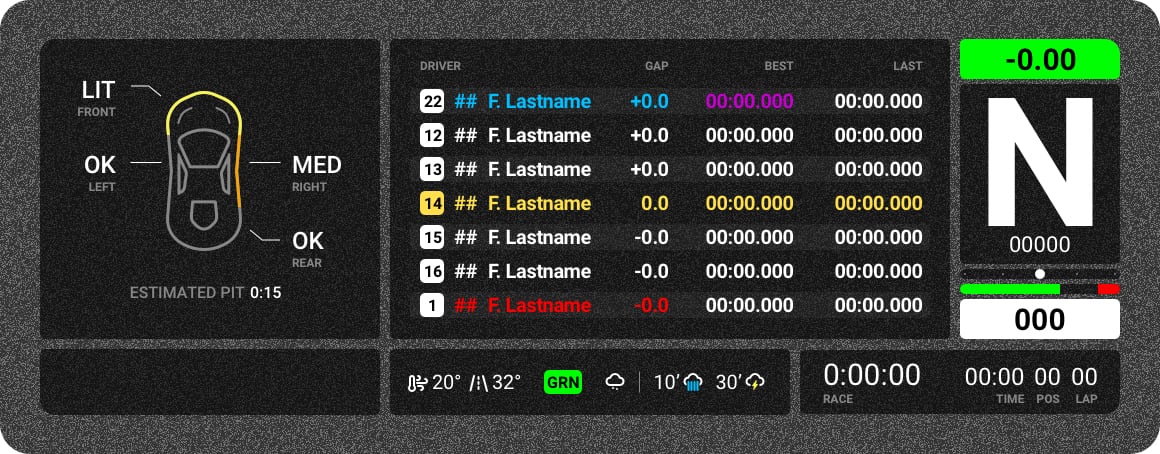 LIT
FRONT
OK
LEFT
MED
RIGHT
OK
REAR
ESTIMATED PIT 0:15
DRIVER GAP BEST LAST
22 ## F. Lastname +0.0 00:00.000 00:00.000
12 ## F. Lastname +0.0 00:00.000 00:00.000
13 ## F. Lastname +0.0 00:00.000 00:00.000
14 ## F. Lastname 0.0 00:00.000 00:00.000
15 ## F. Lastname -0.0 00:00.000 00:00.000
16 ## F. Lastname -0.0 00:00.000 00:00.000
1 ## F. Lastname -0.0 00:00.000 00:00.000
-0.00
N
00000
000
20° 32° GRN 10’ 30’
0:00:00 00:00 00 00
RACE TIME POS LAP